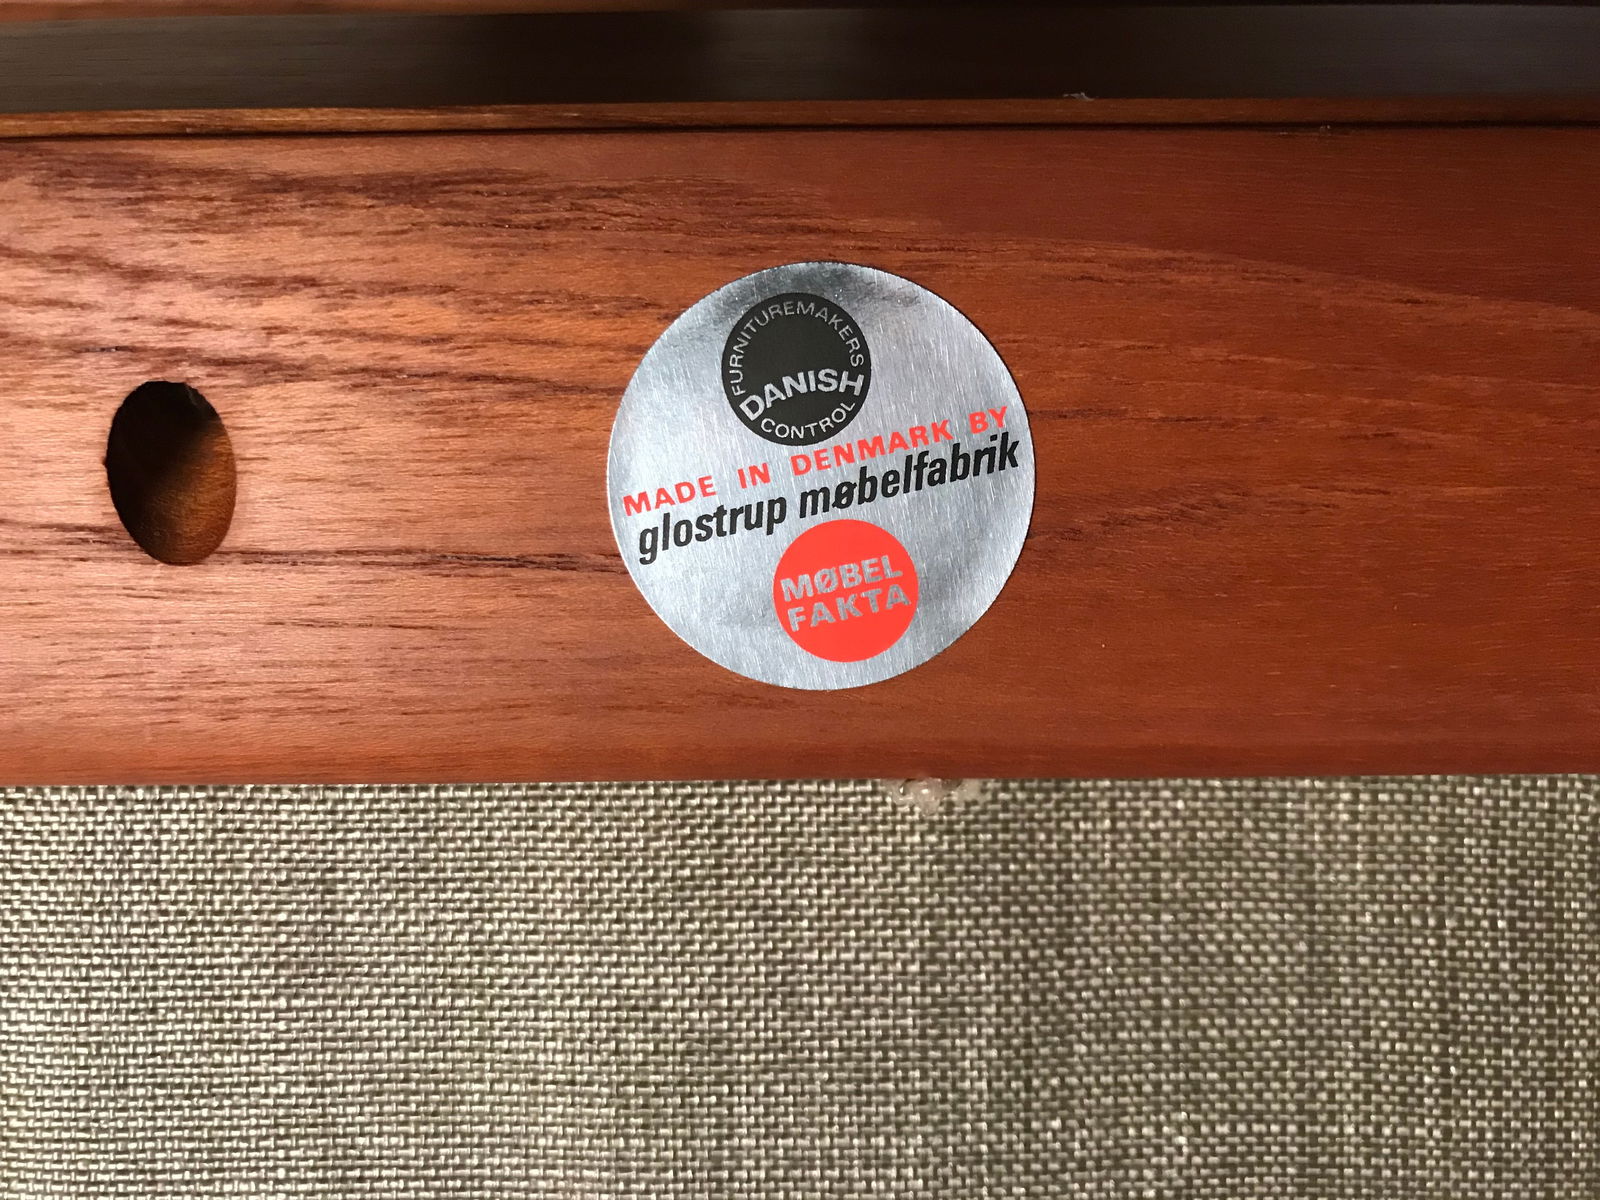 FURNITUREMAKERS
DANISH
CONTROL
MADE IN DENMARK BY
glostrup møbelfabrik
MØBEL
FAKTA